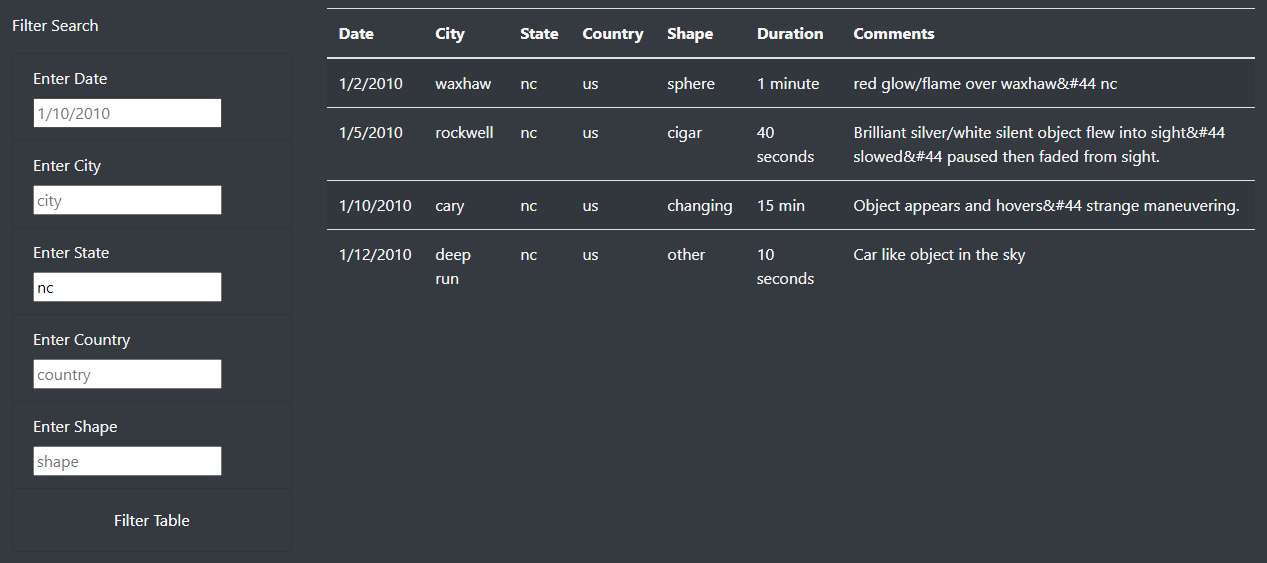 Filter Search
Enter Date
1/10/2010
Enter City
city
Enter State
nc
Enter Country
country
Enter Shape
shape
Filter Table
Date City State Country Shape Duration Comments
1/2/2010 waxhaw nc us sphere 1 minute red glow/flame over waxhaw&#44 nc
1/5/2010 rockwell nc us cigar 40 Brilliant silver/white silent object flew into sight&#44
seconds slowed&#44 paused then faded from sight.
1/10/2010 cary nc us changing 15 min Object appears and hovers&#44 strange maneuvering.
1/12/2010 deep nc us other 10 Car like object in the sky
run seconds